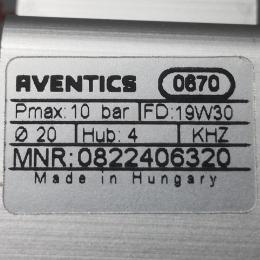 AVENTICS 0670
Pmax: 10 bar FD: 19W30
Ø 20 Hub: 4 KHZ
MNR: 0822406320
Made in Hungary